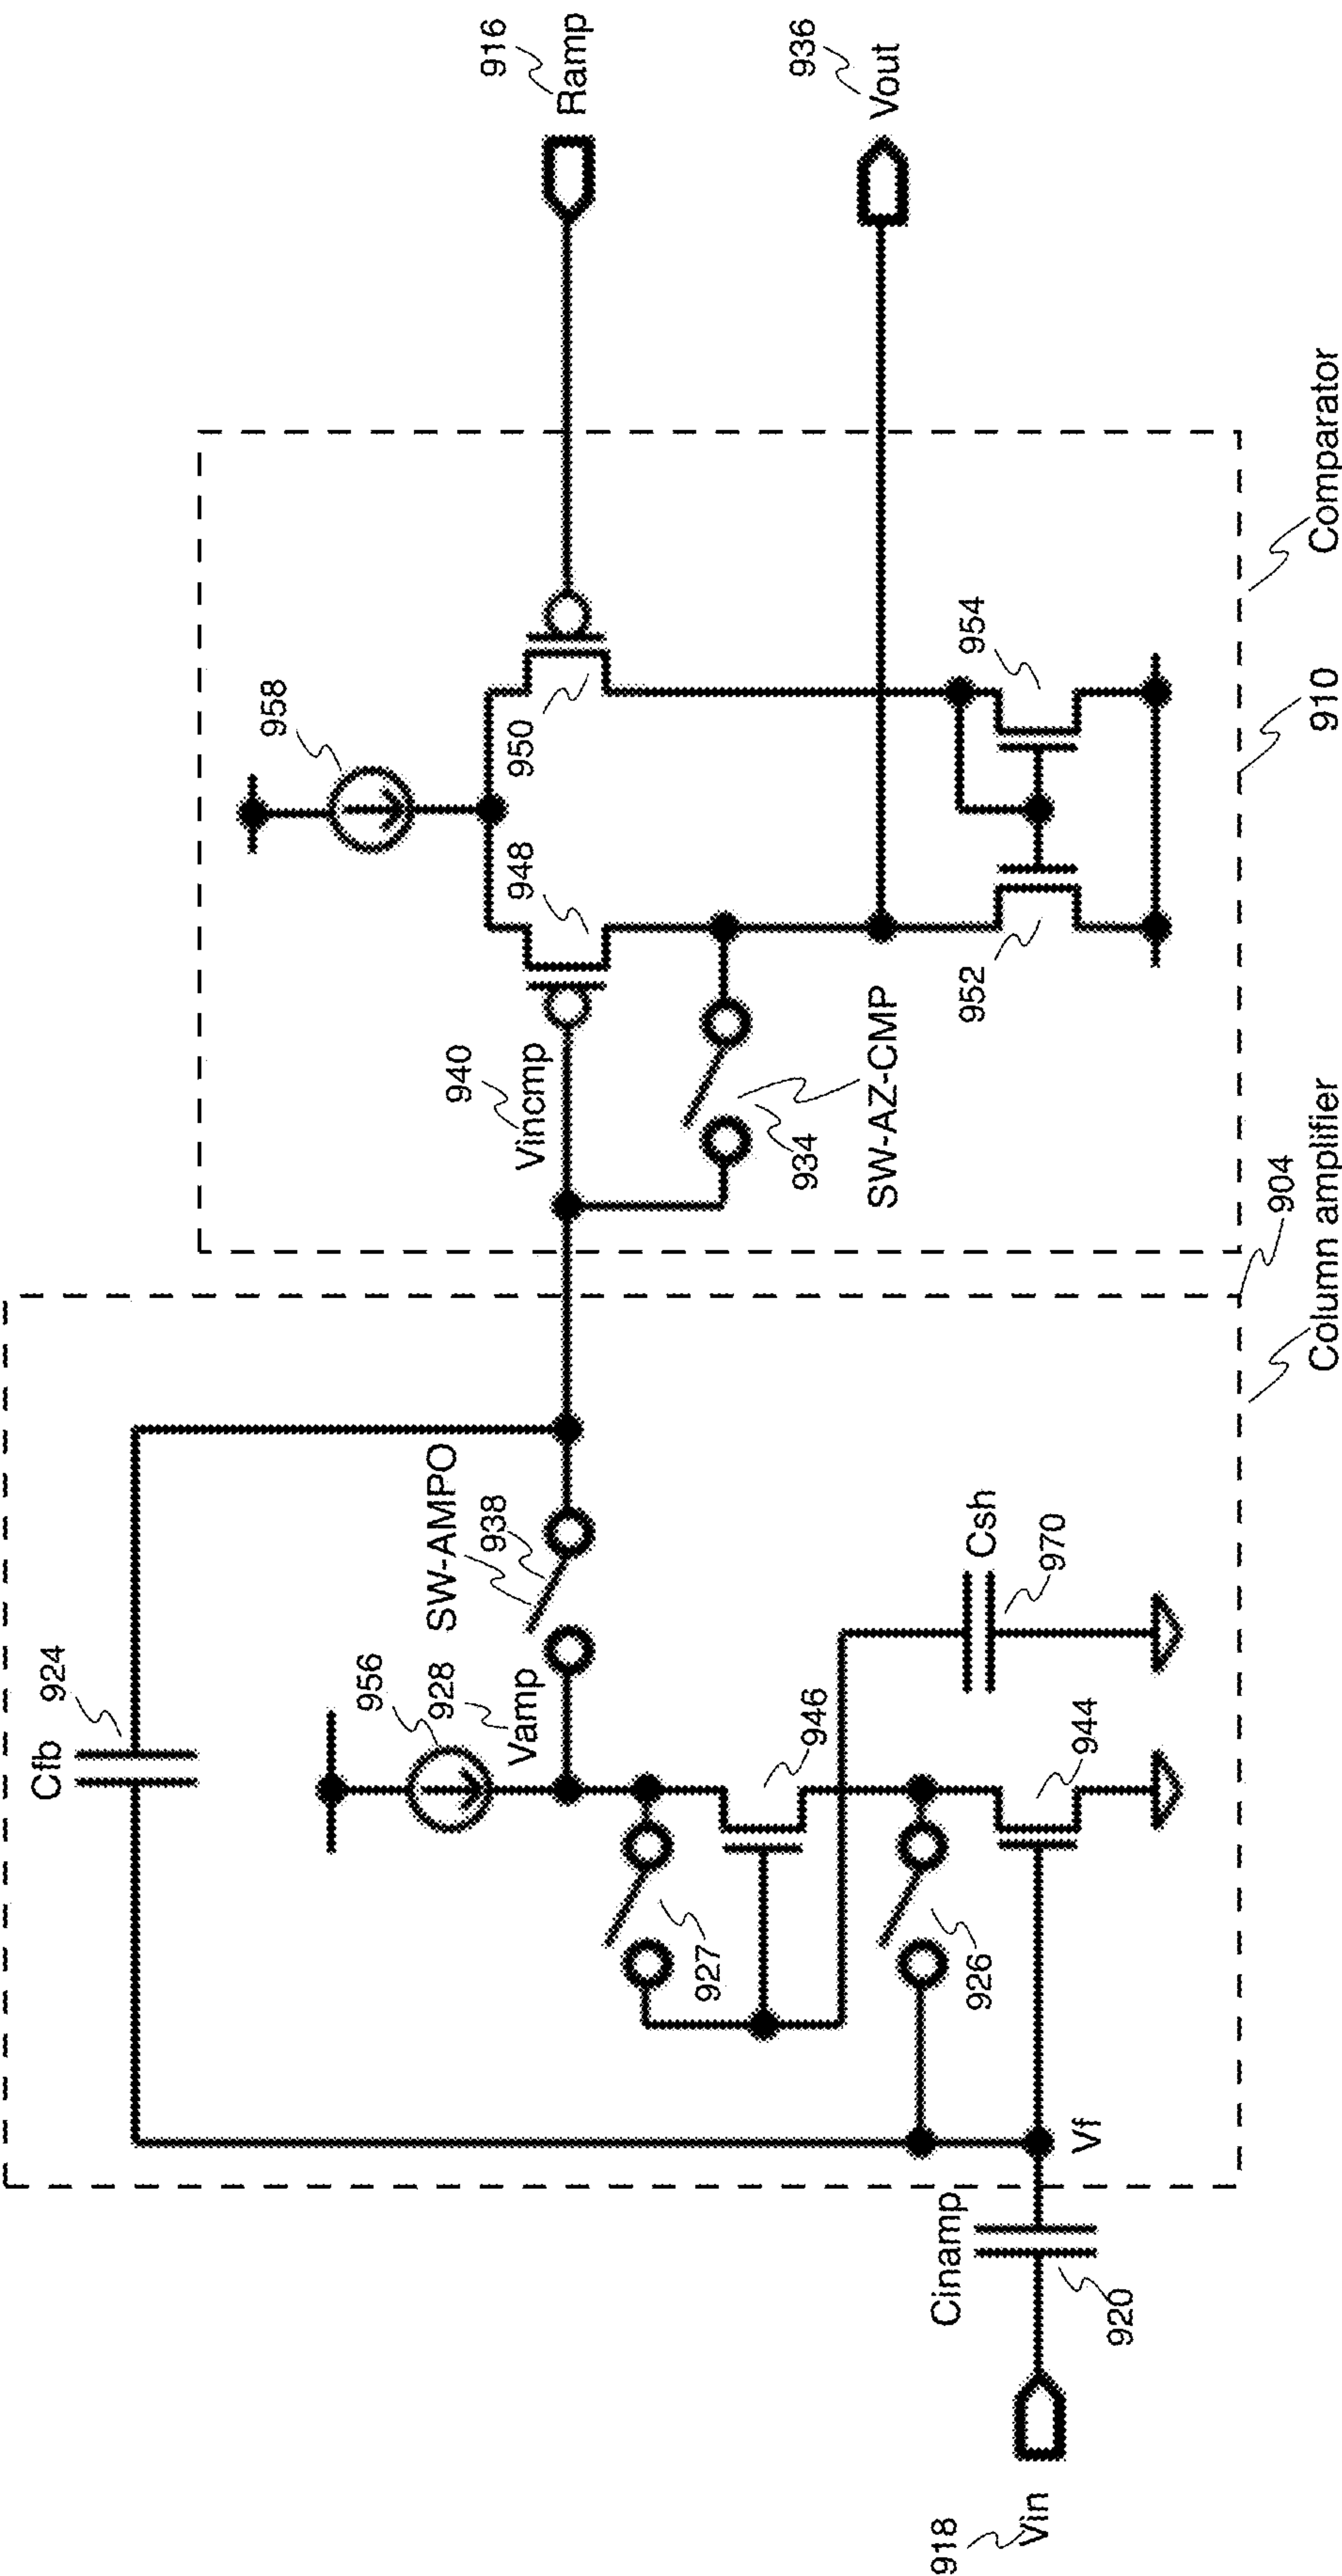 916
Ramp
936
Vout
958
950
948
940
Vincmp
934
SW-AZ-CMP
952
954
Comparator
910
Cfb
924
956
928
Vamp
SW-AMPO
938
946
Csh
970
944
927
926
Vf
904
Column amplifier
Cinamp
920
918
Vin